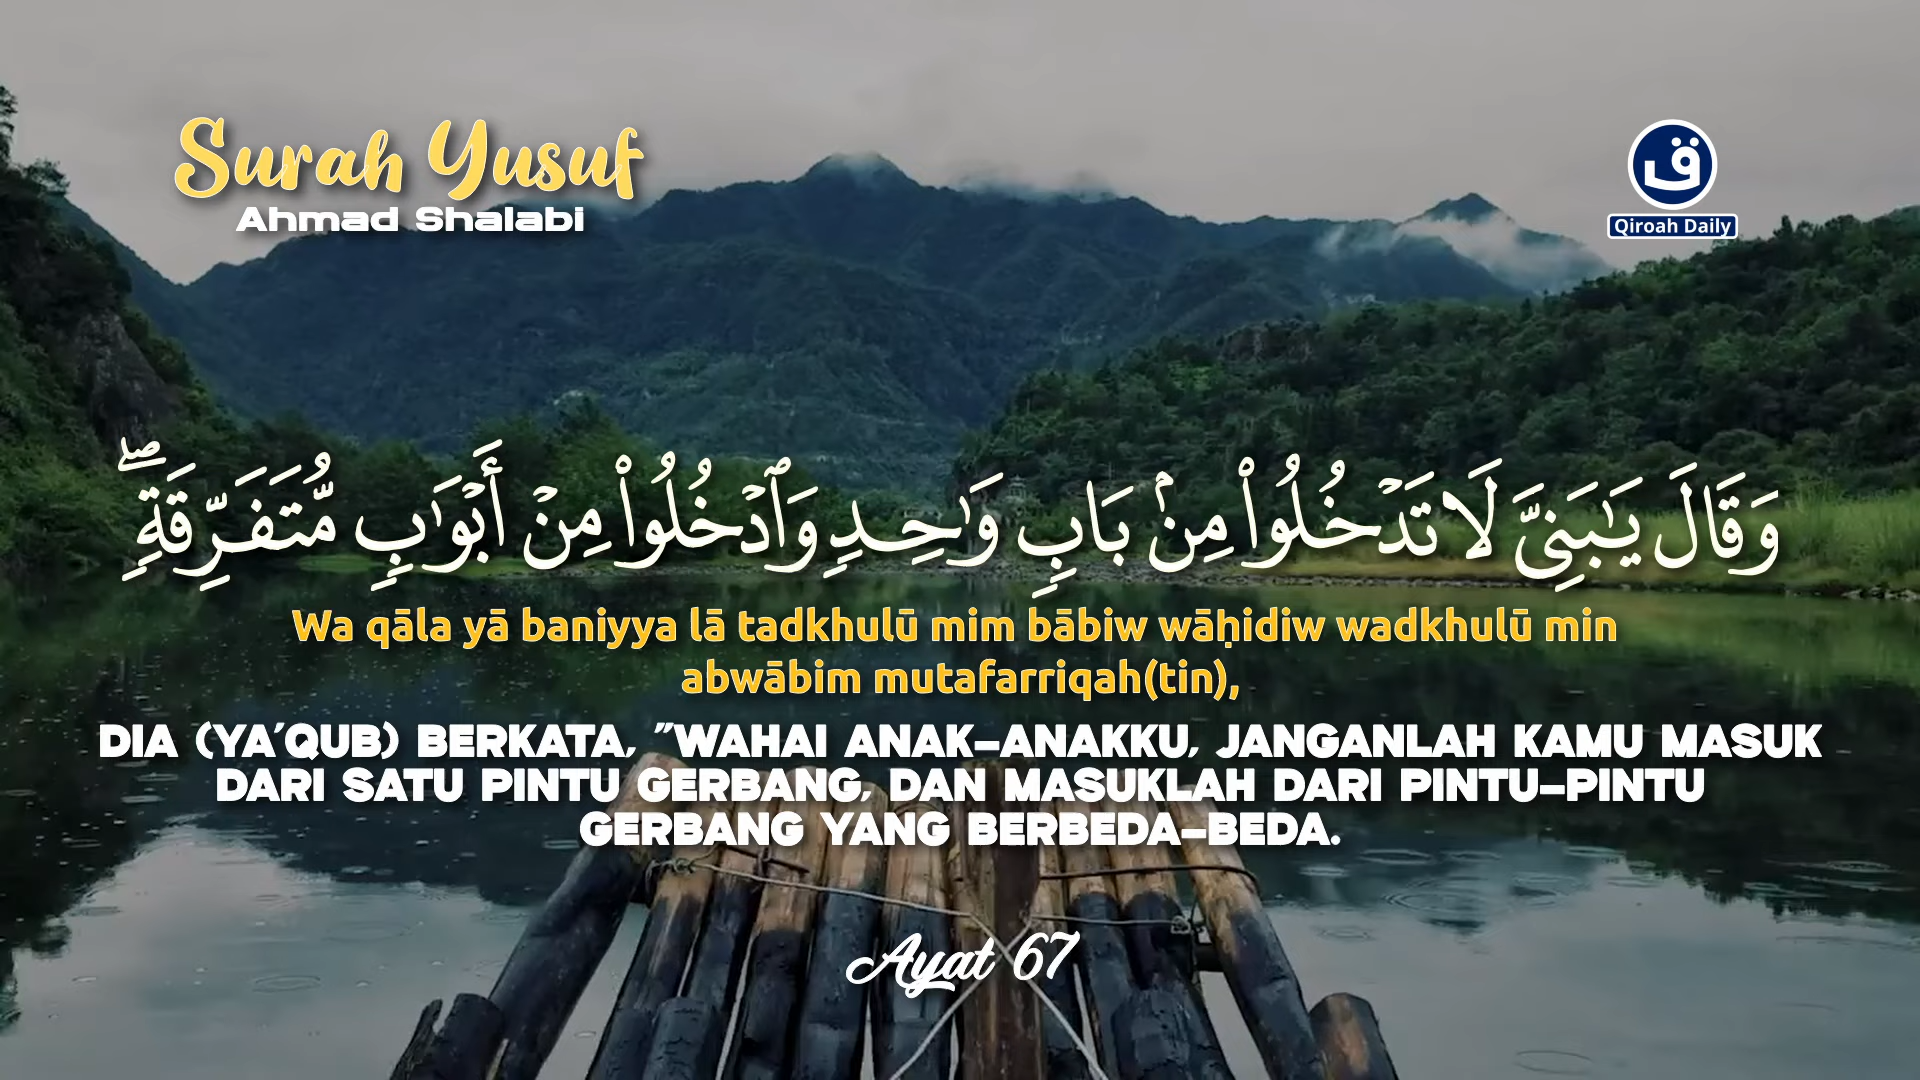 Surah Yusuf
Ahmad Shalabi
ق
Qiroah Daily
وَقَالَ يَـٰبَنِىَّ لَا تَدْخُلُوا۟ مِنۢ بَابٍ وَٰحِدٍ وَٱدْخُلُوا۟ مِنْ أَبْوَٰبٍ مُّتَفَرِّقَةٍ ۖ
Wa qāla yā baniyya lā tadkhulū mim bābiw wāḥidiw wadkhulū min
abwābim mutafarriqah(tin),
DIA (YA'QUB) BERKATA, "WAHAI ANAK-ANAKKU, JANGANLAH KAMU MASUK
DARI SATU PINTU GERBANG, DAN MASUKLAH DARI PINTU-PINTU
GERBANG YANG BERBEDA-BEDA.
Ayat 67